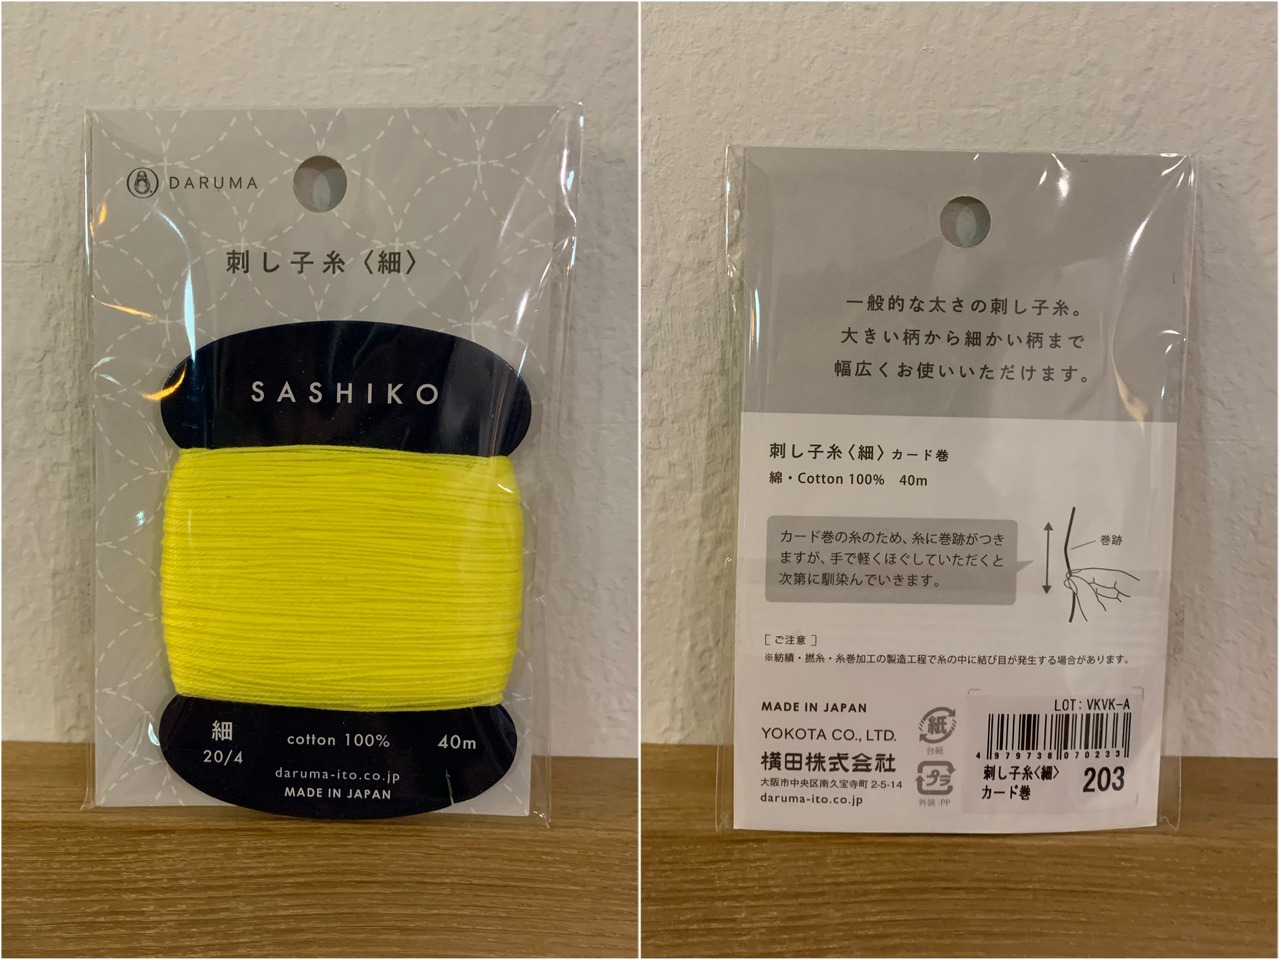 DARUMA
刺し子糸〈細〉
SASHIKO
細
20/4
cotton 100%
40m
daruma-ito.co.jp
MADE IN JAPAN
一般的な太さの刺し子糸。
大きい柄から細かい柄まで
幅広くお使いいただけます。
刺し子糸〈細〉カード巻
綿・Cotton 100% 40m
カード巻の糸のため、糸に巻跡がつき
ますが、手で軽くほぐしていただくと
次第に馴染んでいきます。
巻跡
［ご注意］
※紡績・撚糸・糸巻加工の製造工程で糸の中に結び目が発生する場合があります。
MADE IN JAPAN
YOKOTA CO., LTD.
横田株式会社
大阪市中央区南久宝寺町 2-5-14
daruma-ito.co.jp
紙
台紙
プラ
外装：PP
LOT: VKVK-A
4 979738 070233
刺し子糸<細>
カード巻
203